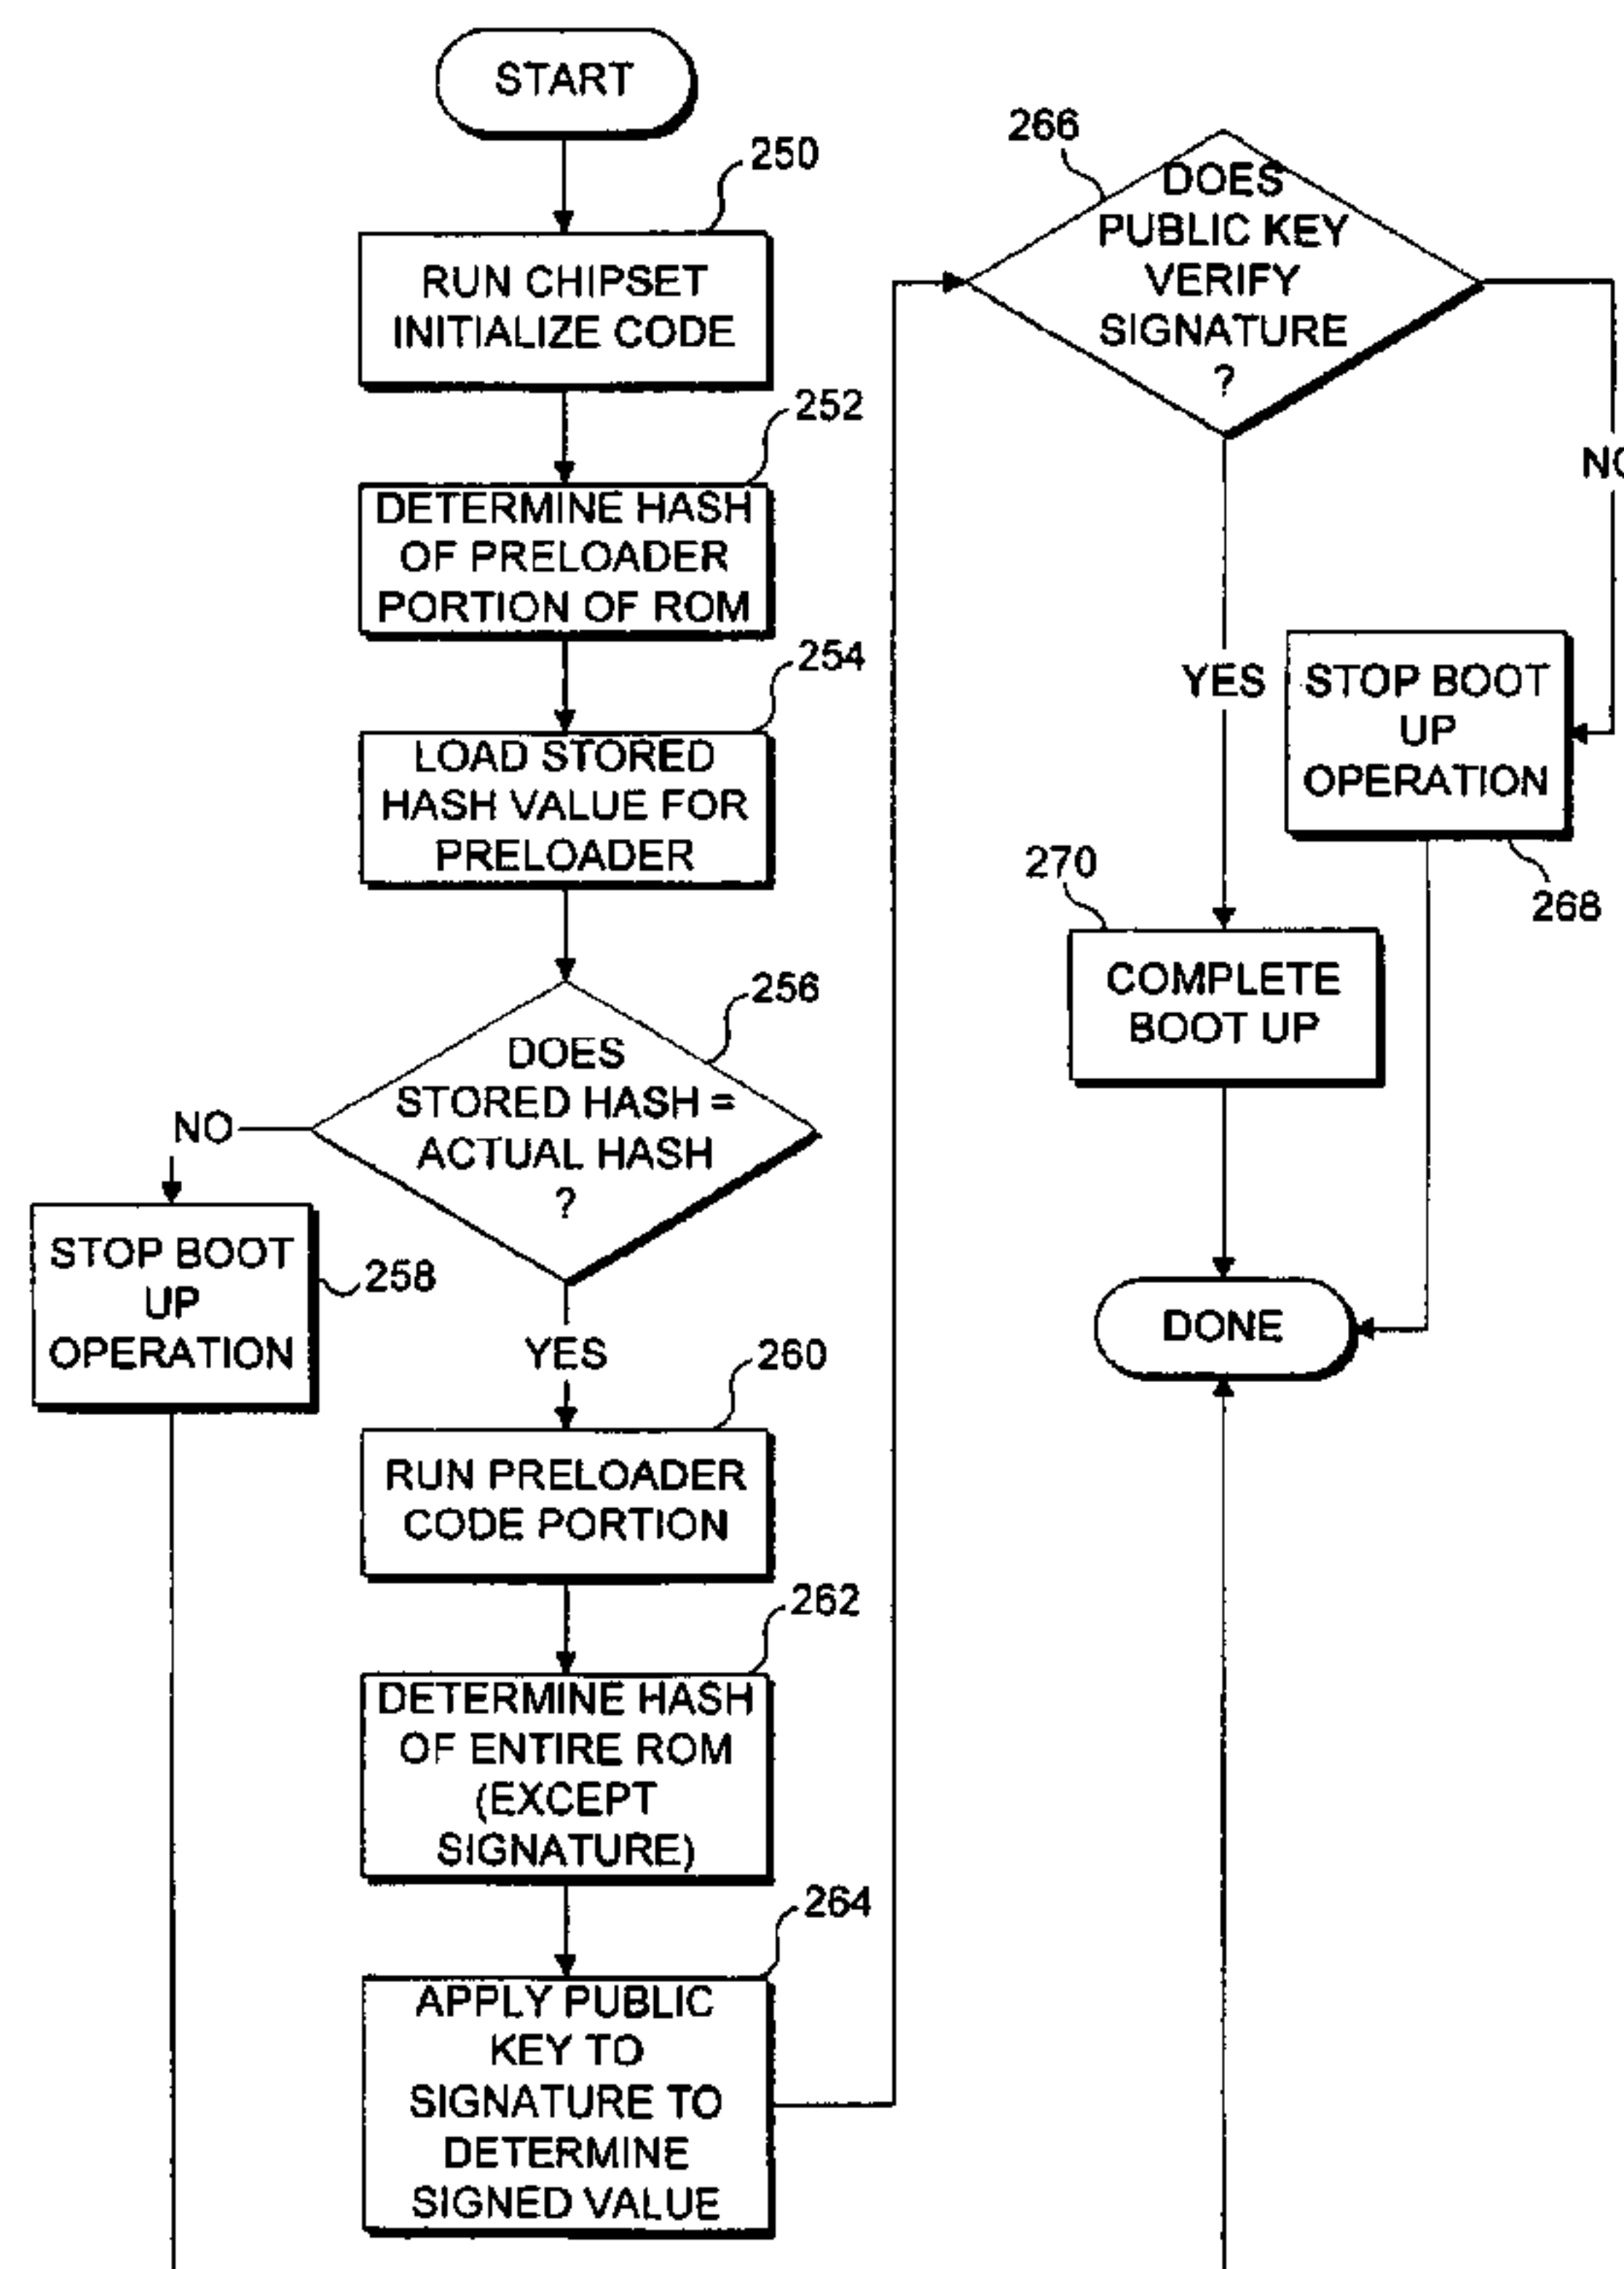 START
250
RUN CHIPSET
INITIALIZE CODE
252
DETERMINE HASH
OF PRELOADER
PORTION OF ROM
254
LOAD STORED
HASH VALUE FOR
PRELOADER
256
DOES
STORED HASH =
ACTUAL HASH
?
NO
STOP BOOT
UP
OPERATION
258
YES
260
RUN PRELOADER
CODE PORTION
262
DETERMINE HASH
OF ENTIRE ROM
(EXCEPT
SIGNATURE)
264
APPLY PUBLIC
KEY TO
SIGNATURE TO
DETERMINE
SIGNED VALUE
266
DOES
PUBLIC KEY
VERIFY
SIGNATURE
?
NO
YES
STOP BOOT
UP
OPERATION
268
270
COMPLETE
BOOT UP
DONE